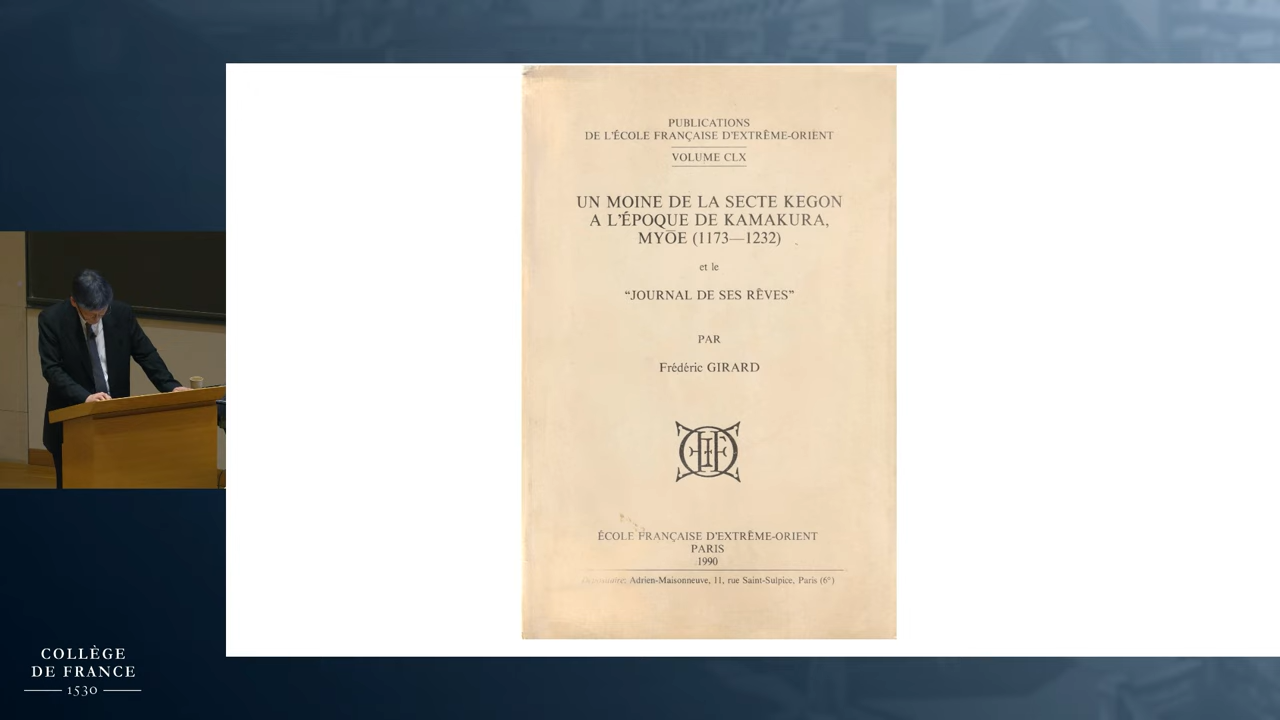 PUBLICATIONS
DE L'ÉCOLE FRANÇAISE D'EXTRÊME-ORIENT
VOLUME CLX
UN MOINE DE LA SECTE KEGON
A L'ÉPOQUE DE KAMAKURA,
MYŌE (1173—1232)
et le
“JOURNAL DE SES RÊVES”
PAR
Frédéric GIRARD
ÉCOLE FRANÇAISE D'EXTRÊME-ORIENT
PARIS
1990
Dépositaire: Adrien-Maisonneuve, 11, rue Saint-Sulpice, Paris (6e)
COLLÈGE
DE FRANCE
1530